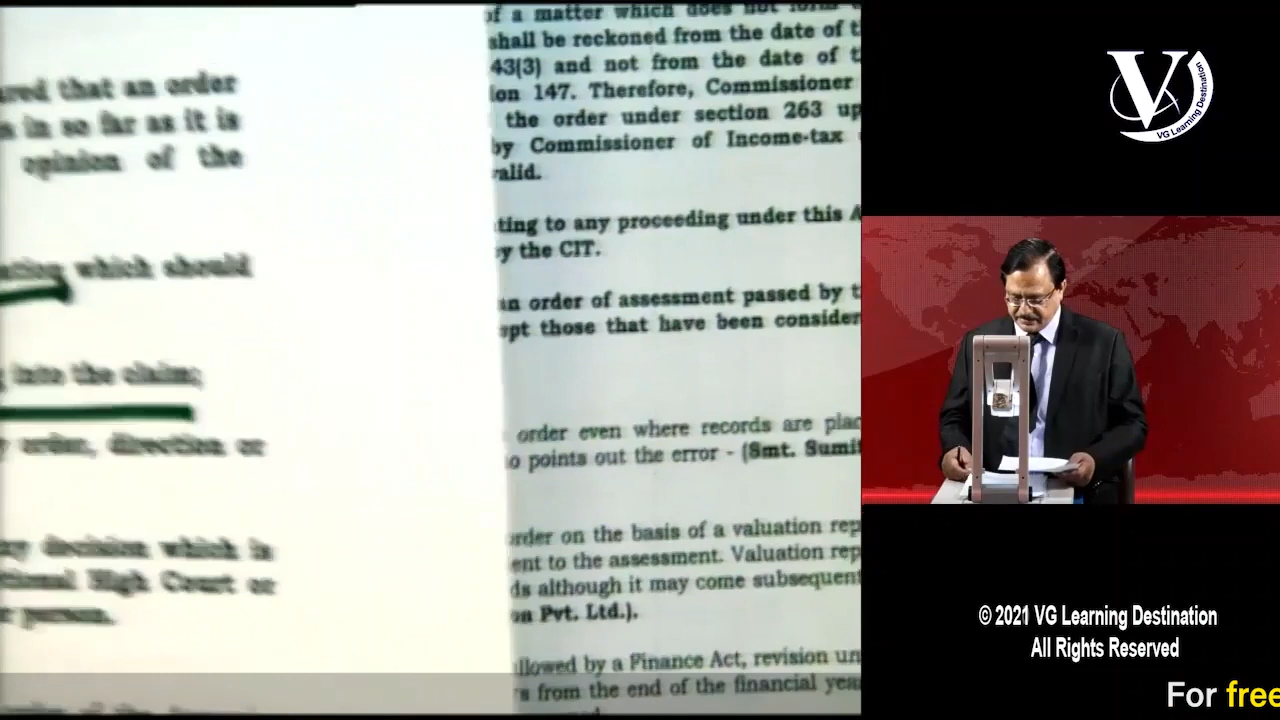 that an order
in so far as it is
opinion of the
which should
into the claim;
order, direction or
decision which is
High Court or
person.
of a matter which does not form
shall be reckoned from the date of
43(3) and not from the date of
ion 147. Therefore, Commissioner
the order under section 263 up
by Commissioner of Income-tax
valid.
ting to any proceeding under this A
y the CIT.
an order of assessment passed by t
ept those that have been consider
order even where records are plac
o points out the error - (Smt. Sumit
order on the basis of a valuation rep
ent to the assessment. Valuation rep
ds although it may come subsequent
on Pvt. Ltd.).
llowed by a Finance Act, revision un
s from the end of the financial yea
V
VG Learning Destination
© 2021 VG Learning Destination
All Rights Reserved
For free